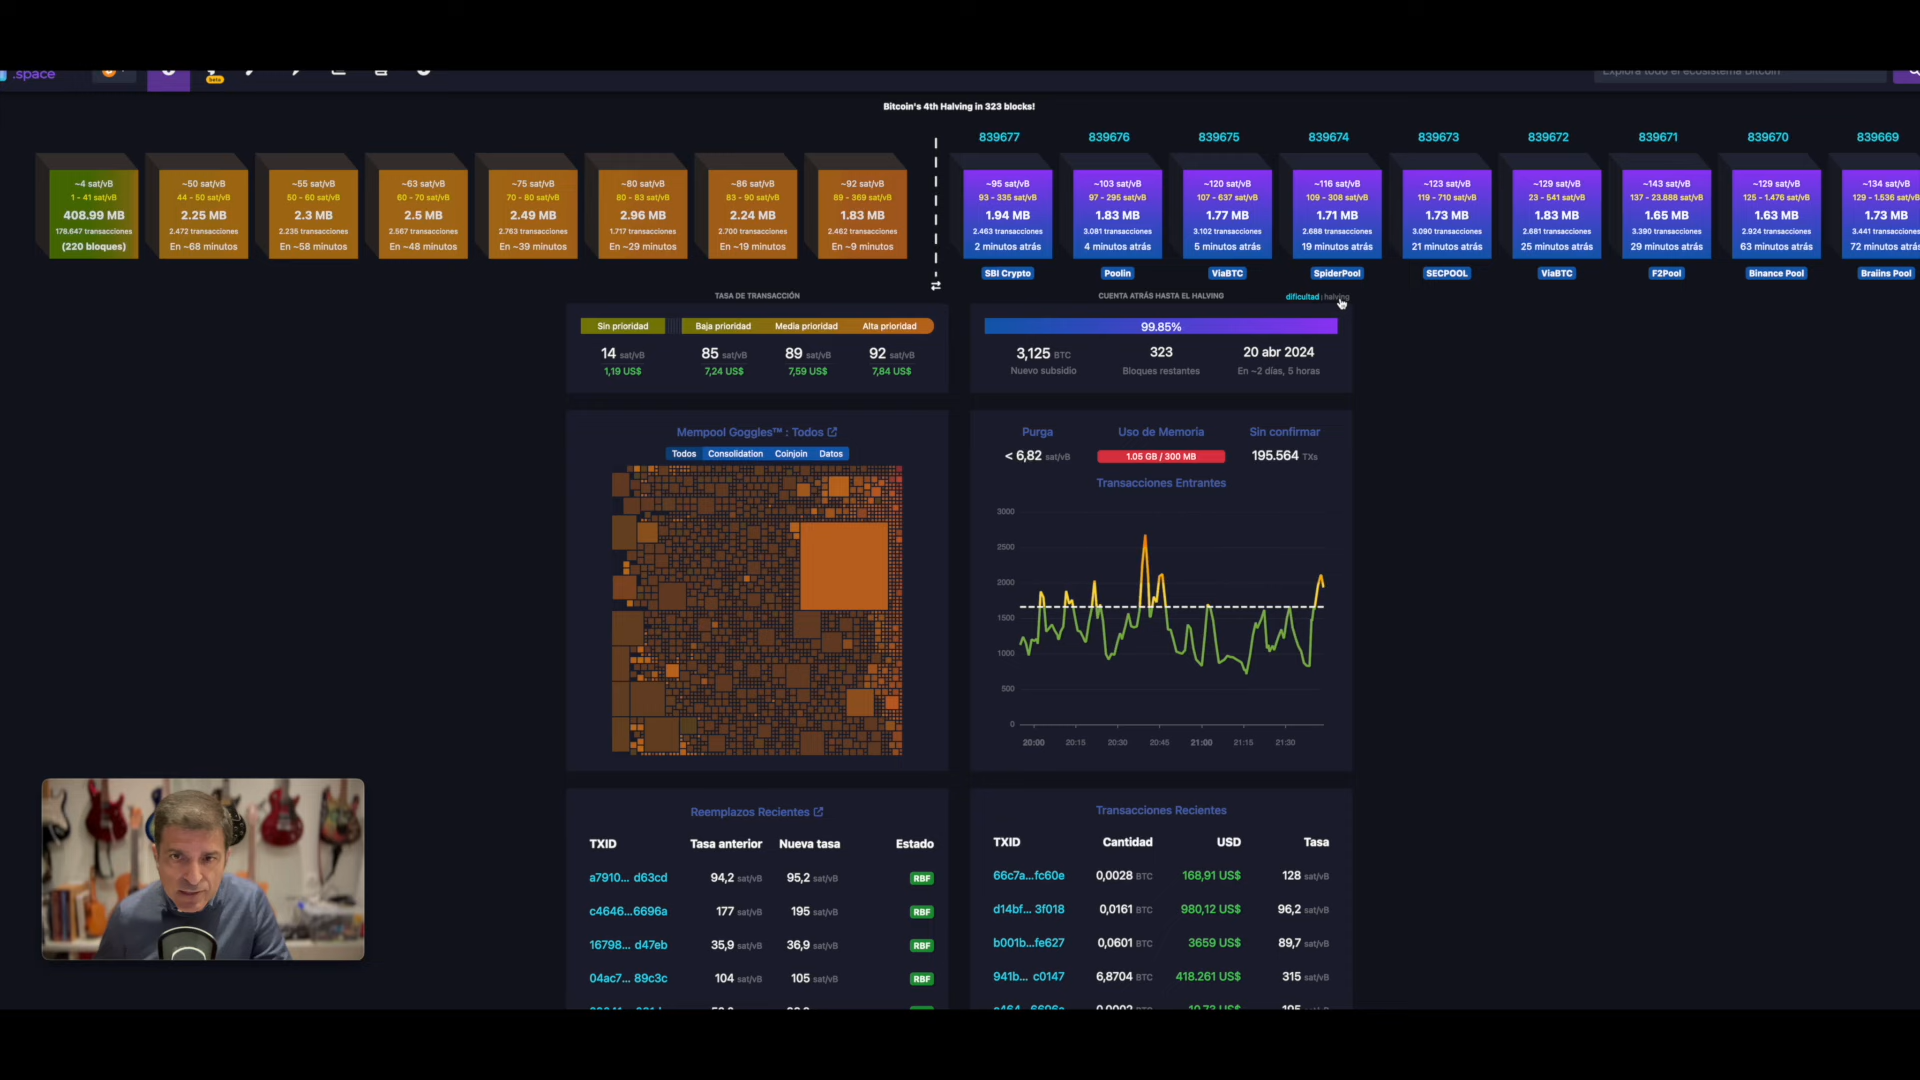 .space
beta
Explora todo el ecosistema Bitcoin
Bitcoin's 4th Halving in 323 blocks!
839677 839676 839675 839674 839673 839672 839671 839670 839669
~4 sat/vB ~50 sat/vB ~55 sat/vB ~63 sat/vB ~75 sat/vB ~80 sat/vB ~86 sat/vB ~92 sat/vB ~95 sat/vB ~103 sat/vB ~120 sat/vB ~116 sat/vB ~123 sat/vB ~129 sat/vB ~143 sat/vB ~129 sat/vB ~134 sat/vB
1 - 41 sat/vB 44 - 50 sat/vB 50 - 60 sat/vB 60 - 70 sat/vB 70 - 80 sat/vB 80 - 83 sat/vB 83 - 90 sat/vB 89 - 369 sat/vB 93 - 335 sat/vB 97 - 295 sat/vB 107 - 637 sat/vB 109 - 308 sat/vB 119 - 710 sat/vB 23 - 541 sat/vB 137 - 23.888 sat/vB 125 - 1.476 sat/vB 129 - 1.536 sat/vB
408.99 MB 2.25 MB 2.3 MB 2.5 MB 2.49 MB 2.96 MB 2.24 MB 1.83 MB 1.94 MB 1.83 MB 1.77 MB 1.71 MB 1.73 MB 1.83 MB 1.65 MB 1.63 MB 1.73 MB
178.647 transacciones 2.472 transacciones 2.235 transacciones 2.567 transacciones 2.763 transacciones 1.717 transacciones 2.700 transacciones 2.462 transacciones 2.463 transacciones 3.081 transacciones 3.102 transacciones 2.688 transacciones 3.090 transacciones 2.681 transacciones 3.390 transacciones 2.924 transacciones 3.441 transacciones
(220 bloques) En ~68 minutos En ~58 minutos En ~48 minutos En ~39 minutos En ~29 minutos En ~19 minutos En ~9 minutos 2 minutos atrás 4 minutos atrás 5 minutos atrás 19 minutos atrás 21 minutos atrás 25 minutos atrás 29 minutos atrás 63 minutos atrás 72 minutos atrás
SBI Crypto Poolin ViaBTC SpiderPool SECPOOL ViaBTC F2Pool Binance Pool Braiins Pool
TASA DE TRANSACCIÓN
Sin prioridad Baja prioridad Media prioridad Alta prioridad
14 sat/vB 85 sat/vB 89 sat/vB 92 sat/vB
1,19 US$ 7,24 US$ 7,59 US$ 7,84 US$
CUENTA ATRÁS HASTA EL HALVING dificultad | halving
99.85%
3,125 BTC 323 20 abr 2024
Nuevo subsidio Bloques restantes En ~2 días, 5 horas
Mempool Goggles™ : Todos
Todos Consolidation Coinjoin Datos
Purga Uso de Memoria Sin confirmar
< 6,82 sat/vB 1.05 GB / 300 MB 195.564 TXs
Transacciones Entrantes
3000
2500
2000
1500
1000
500
0
20:00 20:15 20:30 20:45 21:00 21:15 21:30
Reemplazos Recientes
TXID Tasa anterior Nueva tasa Estado
a7910... d63cd 94,2 sat/vB 95,2 sat/vB RBF
c4646...6696a 177 sat/vB 195 sat/vB RBF
16798... d47eb 35,9 sat/vB 36,9 sat/vB RBF
04ac7... 89c3c 104 sat/vB 105 sat/vB RBF
Transacciones Recientes
TXID Cantidad USD Tasa
66c7a...fc60e 0,0028 BTC 168,91 US$ 128 sat/vB
d14bf... 3f018 0,0161 BTC 980,12 US$ 96,2 sat/vB
b001b...fe627 0,0601 BTC 3659 US$ 89,7 sat/vB
941b... c0147 6,8704 BTC 418.261 US$ 315 sat/vB